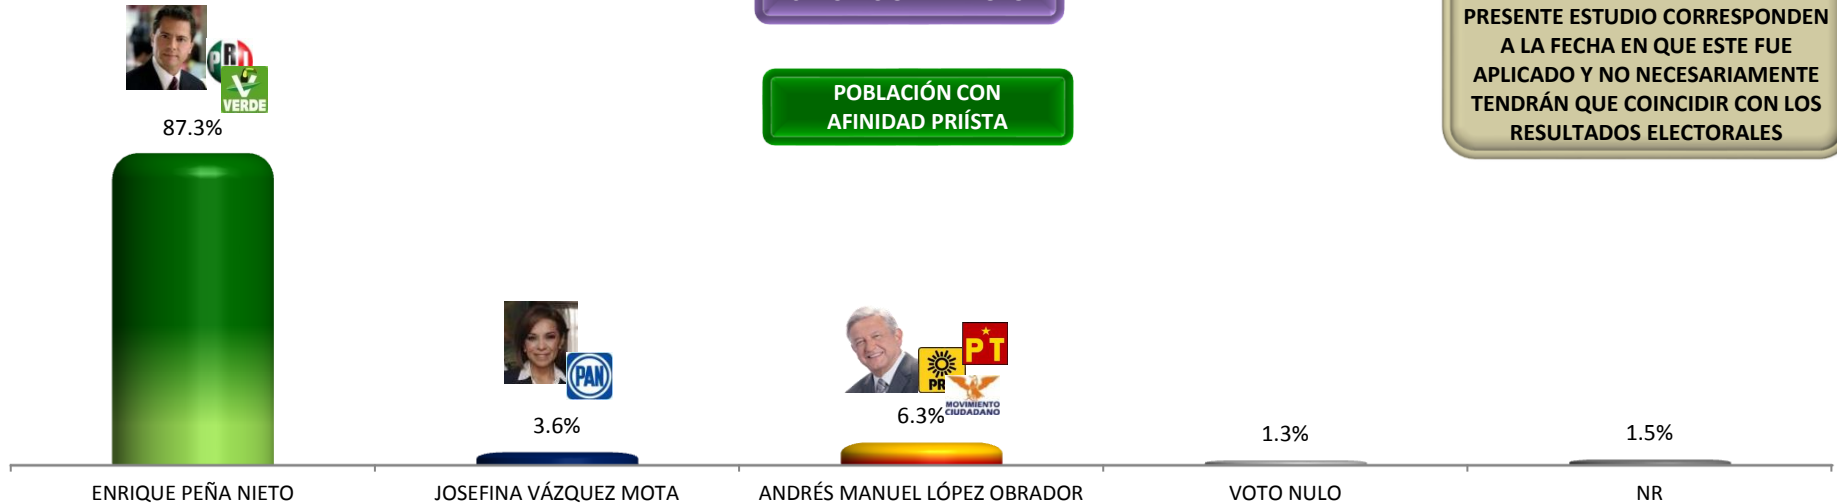 PRESENTE ESTUDIO CORRESPONDEN
A LA FECHA EN QUE ESTE FUE
APLICADO Y NO NECESARIAMENTE
TENDRÁN QUE COINCIDIR CON LOS
RESULTADOS ELECTORALES
POBLACIÓN CON
AFINIDAD PRIÍSTA
PRI
VERDE
87.3%
PAN
3.6%
PT
PR
MOVIMIENTO
CIUDADANO
6.3%
1.3%
1.5%
ENRIQUE PEÑA NIETO
JOSEFINA VÁZQUEZ MOTA
ANDRÉS MANUEL LÓPEZ OBRADOR
VOTO NULO
NR